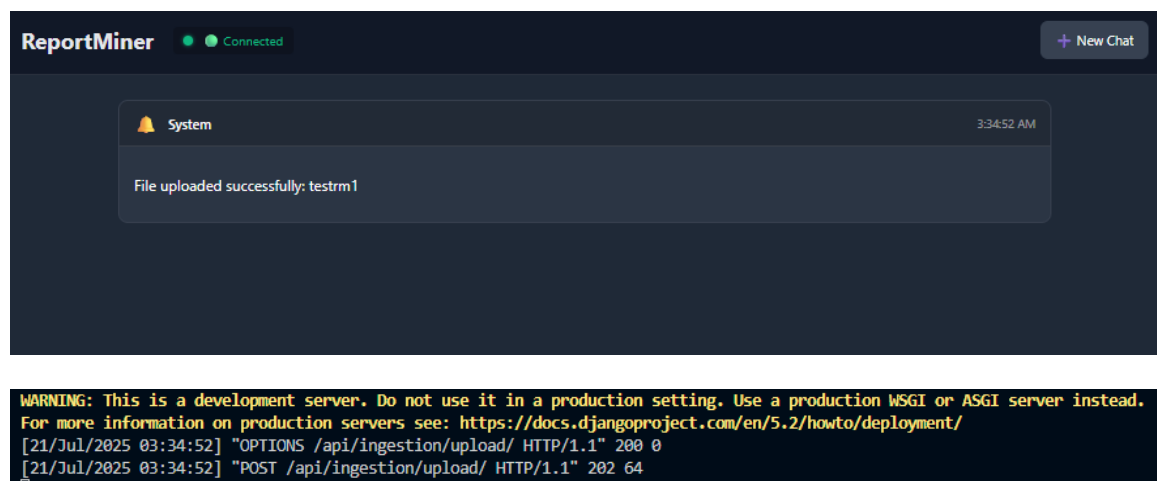 ReportMiner Connected + New Chat
System 3:34:52 AM
File uploaded successfully: testrm1
WARNING: This is a development server. Do not use it in a production setting. Use a production WSGI or ASGI server instead.
For more information on production servers see: https://docs.djangoproject.com/en/5.2/howto/deployment/
[21/Jul/2025 03:34:52] "OPTIONS /api/ingestion/upload/ HTTP/1.1" 200 0
[21/Jul/2025 03:34:52] "POST /api/ingestion/upload/ HTTP/1.1" 202 64